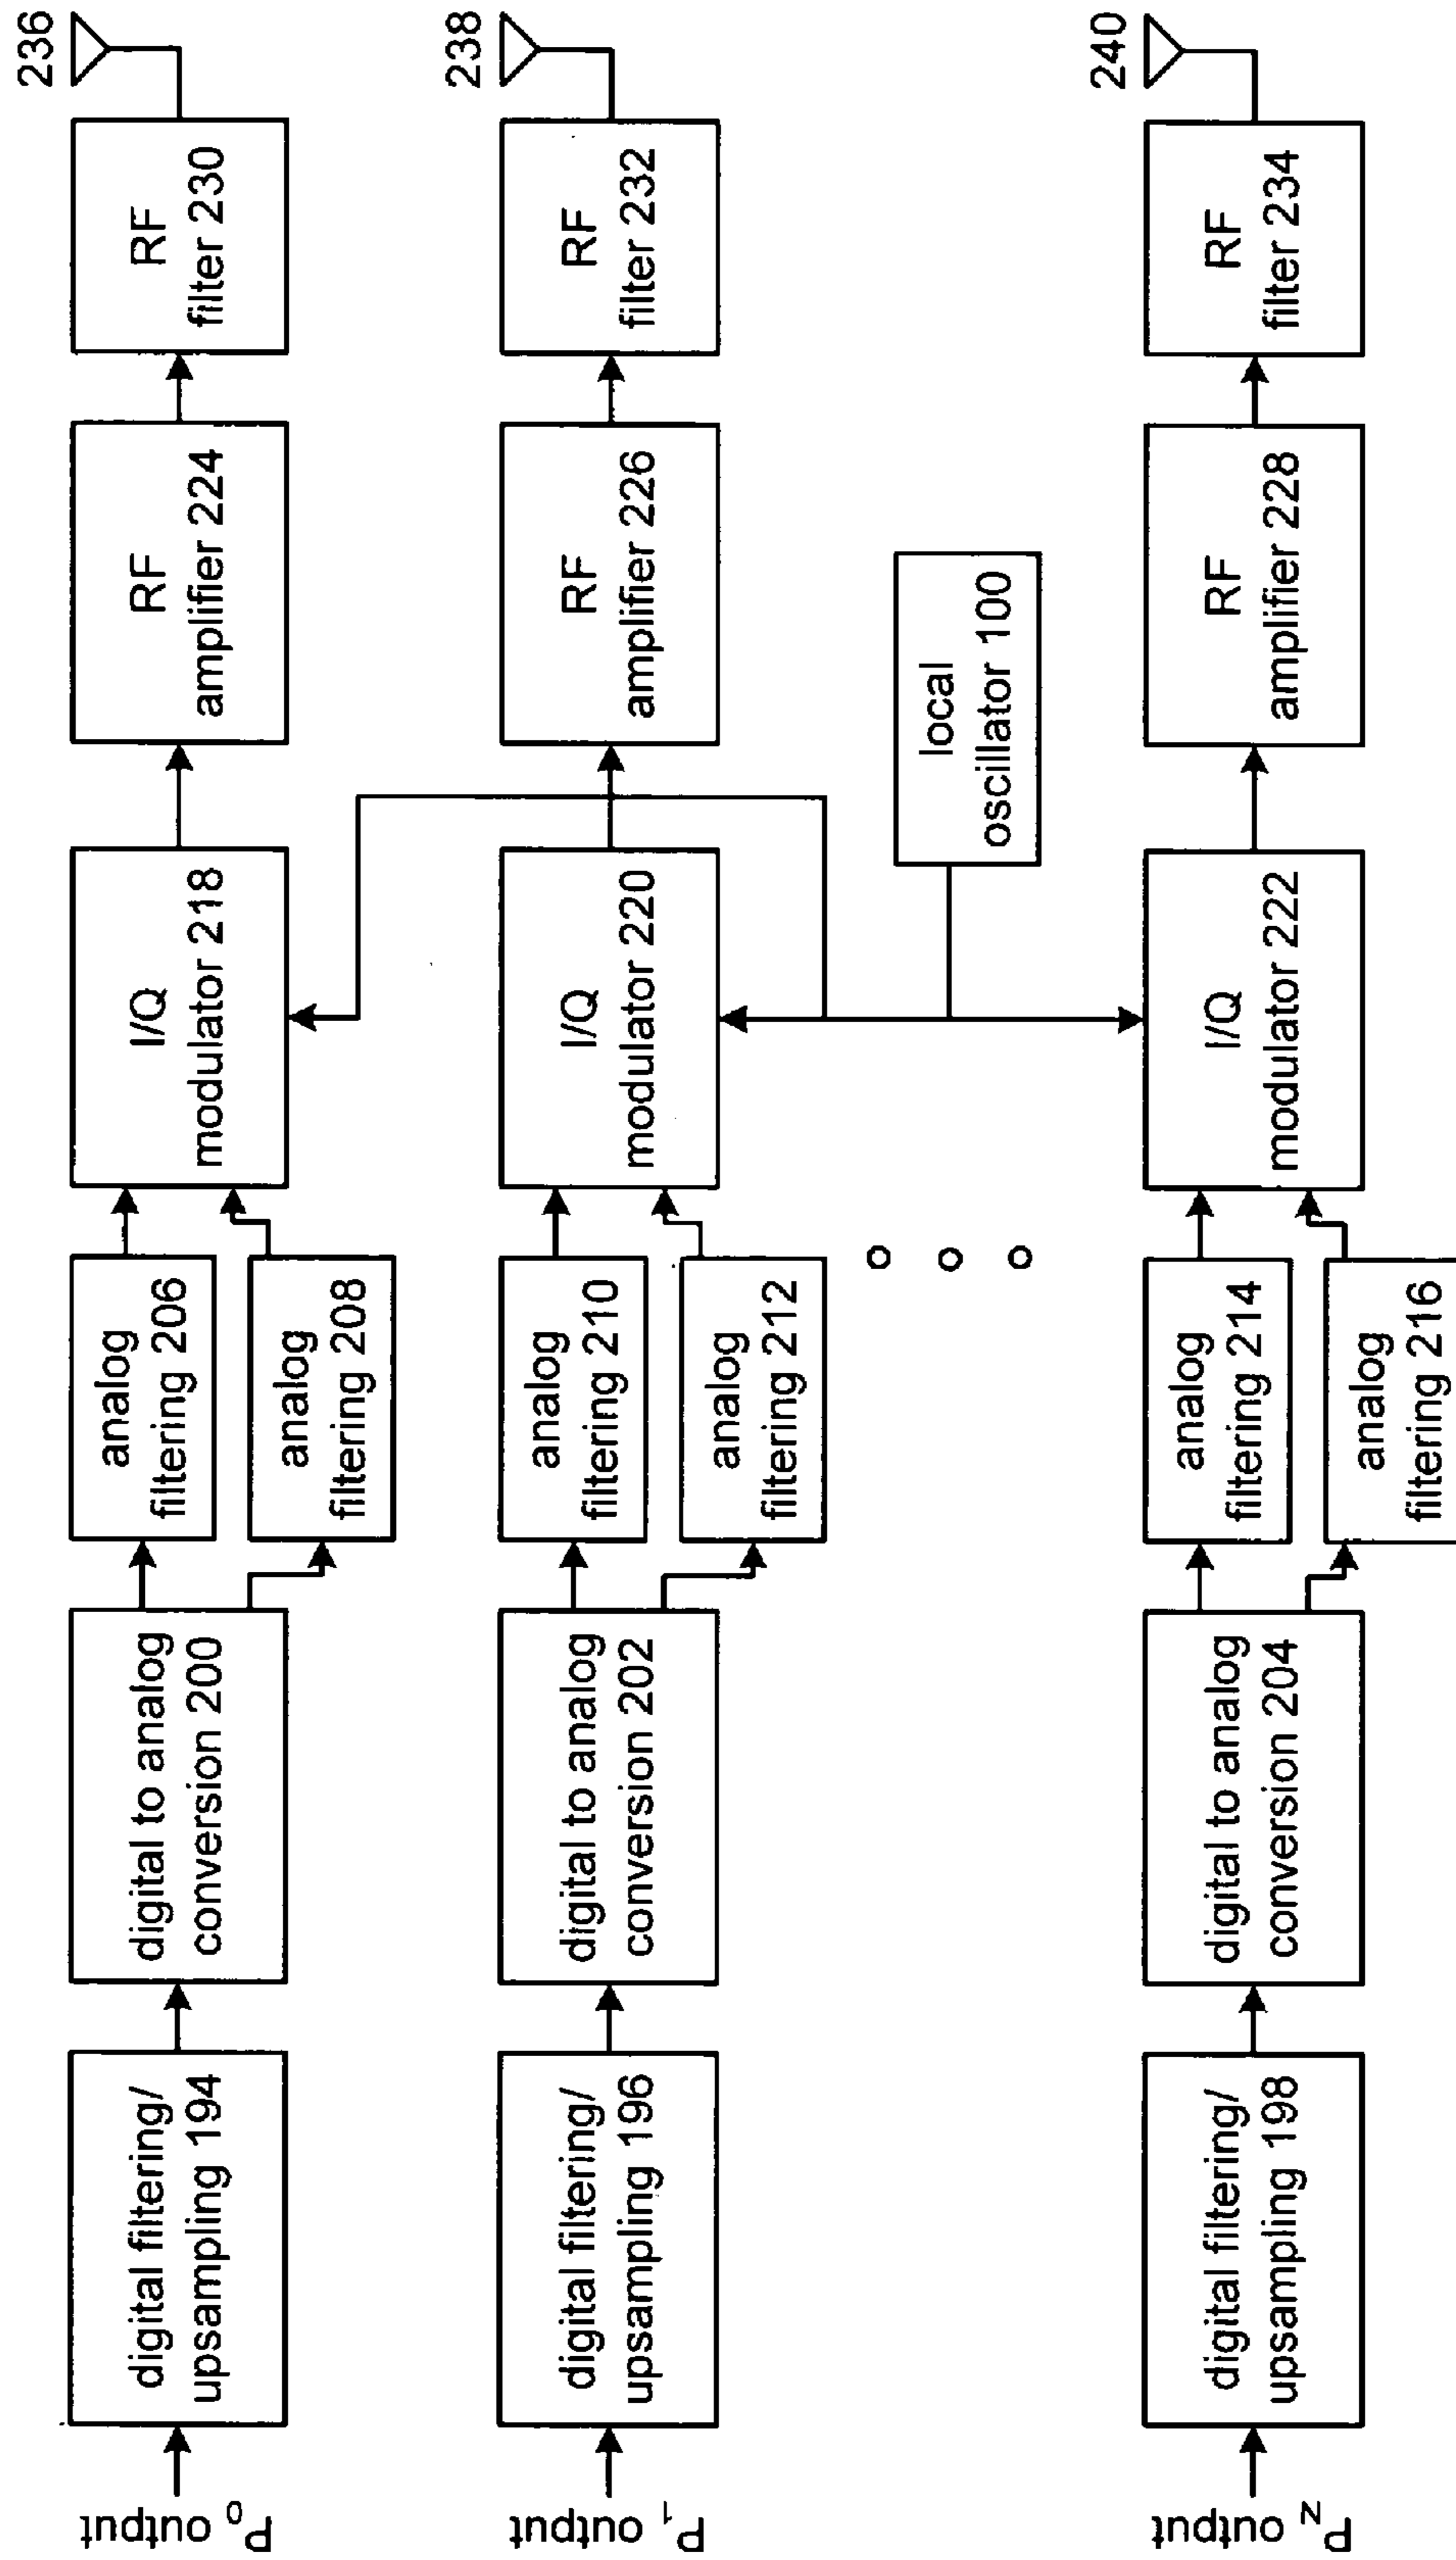 P0 output
digital filtering/
upsampling 194
digital to analog
conversion 200
analog
filtering 206
analog
filtering 208
I/Q
modulator 218
RF
amplifier 224
RF
filter 230
236
P1 output
digital filtering/
upsampling 196
digital to analog
conversion 202
analog
filtering 210
analog
filtering 212
I/Q
modulator 220
RF
amplifier 226
RF
filter 232
238
local
oscillator 100
PZ output
digital filtering/
upsampling 198
digital to analog
conversion 204
analog
filtering 214
analog
filtering 216
I/Q
modulator 222
RF
amplifier 228
RF
filter 234
240